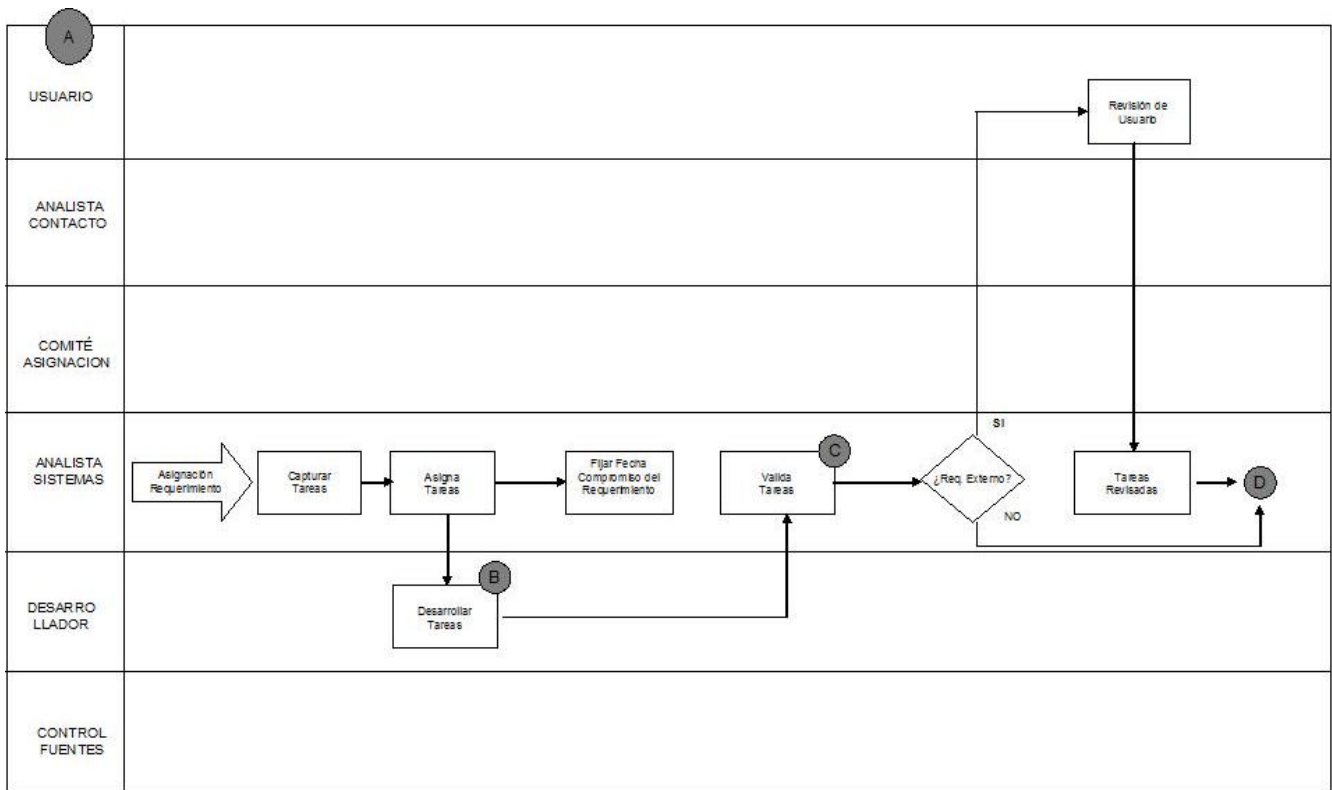 A
USUARIO
Revisión de
Usuario
ANALISTA
CONTACTO
COMITÉ
ASIGNACION
ANALISTA
SISTEMAS
Asignación
Requerimiento
Capturar
Tareas
Asigna
Tareas
Fijar Fecha
Compromiso del
Requerimiento
Valida
Tareas
C
SI
¿Req. Externo?
NO
Tareas
Revisadas
D
DESARRO
LLADOR
Desarrollar
Tareas
B
CONTROL
FUENTES